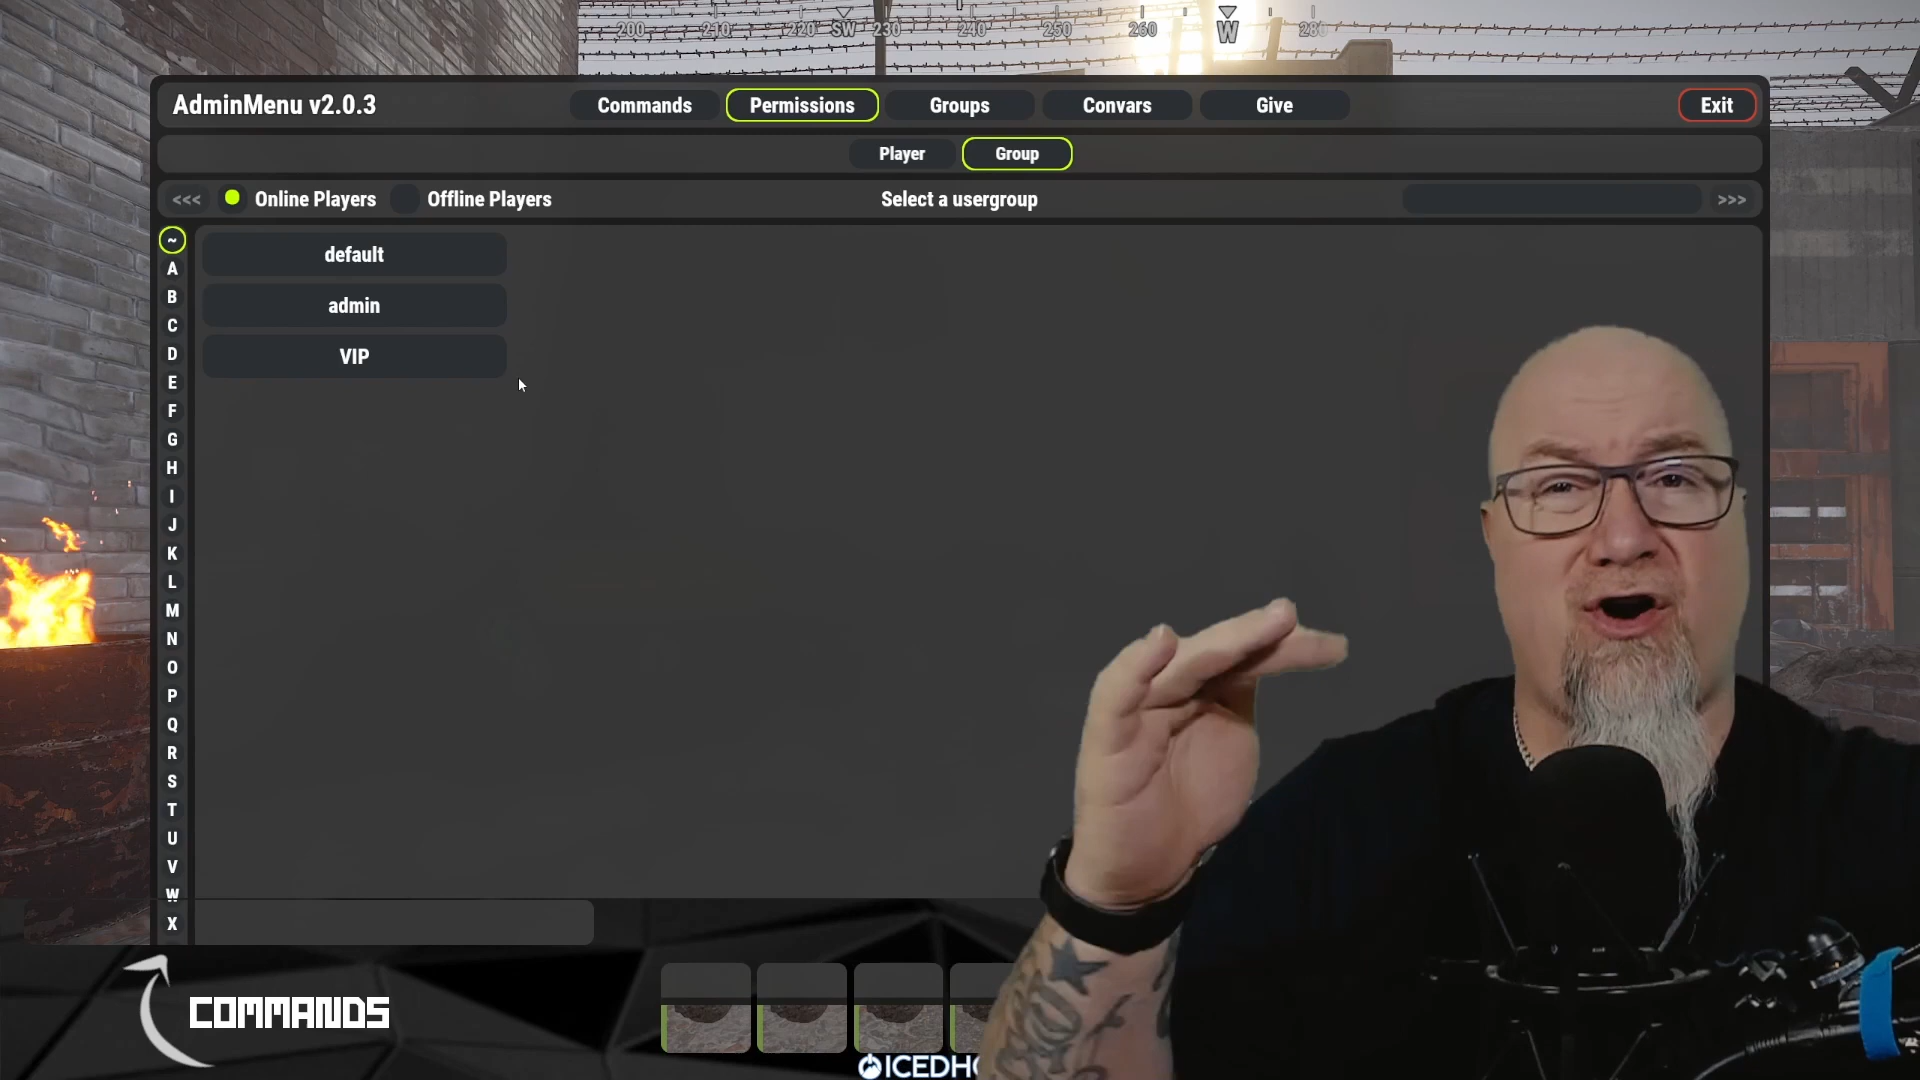 200 210 220 SW 230 240 250 260 W 280
AdminMenu v2.0.3 Commands Permissions Groups Convars Give Exit
Player Group
<<< Online Players Offline Players Select a usergroup >>>
~
default
A
admin
B
C
VIP
D
E
F
G
H
I
J
K
L
M
N
O
P
Q
R
S
T
U
V
W
X
COMMANDS